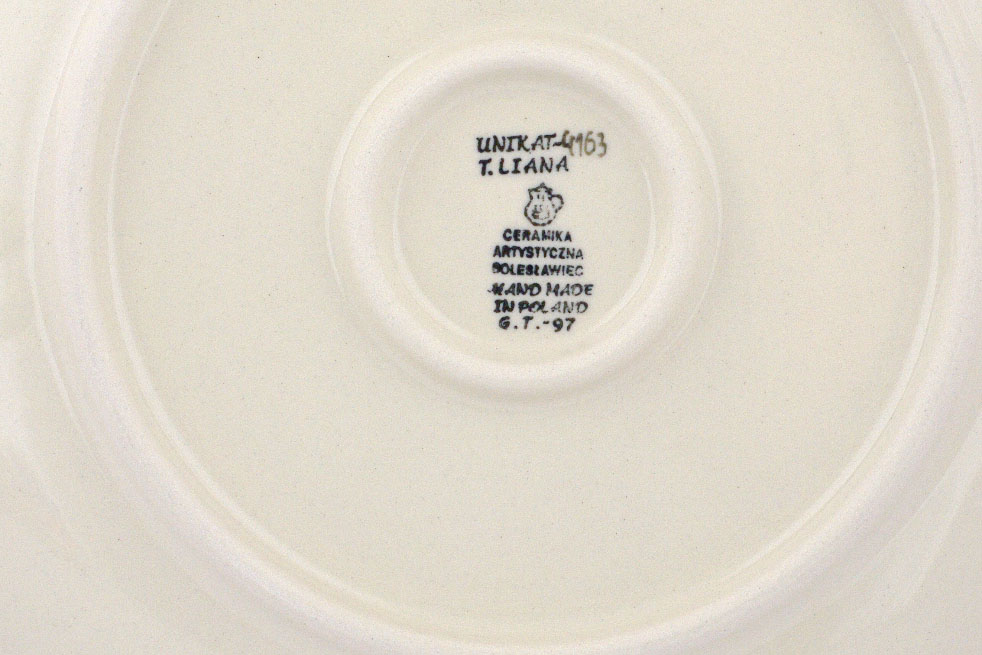 UNIKAT-4163
T. LIANA
CERAMIKA
ARTYSTYCZNA
BOLESŁAWIEC
HAND MADE
IN POLAND
G.T.-97